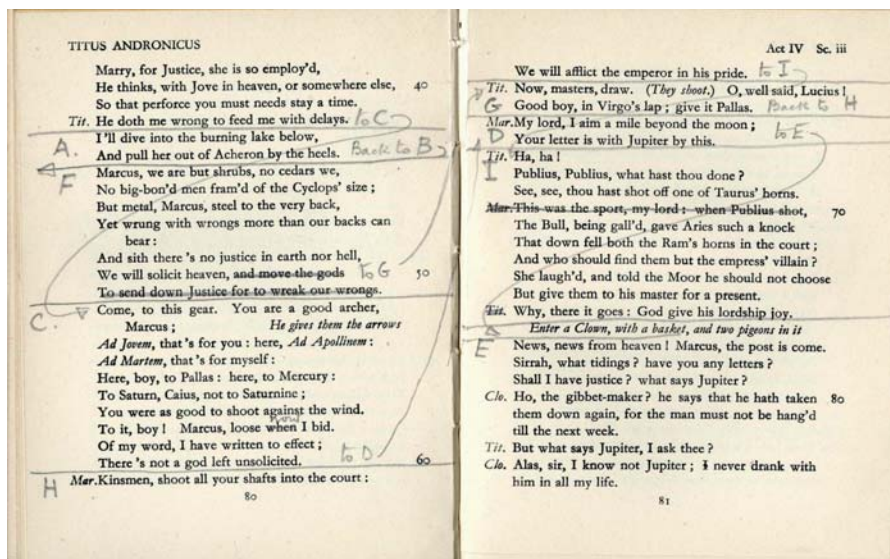 TITUS ANDRONICUS
Marry, for Justice, she is so employ'd,
He thinks, with Jove in heaven, or somewhere else, 40
So that perforce you must needs stay a time.
Tit. He doth me wrong to feed me with delays. to C
A. I'll dive into the burning lake below,
And pull her out of Acheron by the heels. Back to B
F Marcus, we are but shrubs, no cedars we,
No big-bon'd men fram'd of the Cyclops' size;
But metal, Marcus, steel to the very back,
Yet wrung with wrongs more than our backs can
bear:
And sith there's no justice in earth nor hell,
We will solicit heaven, and move the gods to G 50
To send down Justice for to wreak our wrongs.
C. Come, to this gear. You are a good archer,
Marcus; He gives them the arrows
Ad Jovem, that's for you: here, Ad Apollinem:
Ad Martem, that's for myself:
Here, boy, to Pallas: here, to Mercury:
To Saturn, Caius, not to Saturnine;
You were as good to shoot against the wind.
To it, boy! Marcus, loose when I bid.
Of my word, I have written to effect;
There's not a god left unsolicited. to D 60
H Mar. Kinsmen, shoot all your shafts into the court:
80
Act IV Sc. iii
We will afflict the emperor in his pride. to I
Tit. Now, masters, draw. (They shoot.) O, well said, Lucius!
G Good boy, in Virgo's lap; give it Pallas. Back to H
Mar. My lord, I aim a mile beyond the moon;
D Your letter is with Jupiter by this. to E
Tit. Ha, ha!
I Publius, Publius, what hast thou done?
See, see, thou hast shot off one of Taurus' horns.
Mar. This was the sport, my lord: when Publius shot, 70
The Bull, being gall'd, gave Aries such a knock
That down fell both the Ram's horns in the court;
And who should find them but the empress' villain?
She laugh'd, and told the Moor he should not choose
But give them to his master for a present.
Tit. Why, there it goes: God give his lordship joy.
Enter a Clown, with a basket, and two pigeons in it
E News, news from heaven! Marcus, the post is come.
Sirrah, what tidings? have you any letters?
Shall I have justice? what says Jupiter?
Clo. Ho, the gibbet-maker? he says that he hath taken 80
them down again, for the man must not be hang'd
till the next week.
Tit. But what says Jupiter, I ask thee?
Clo. Alas, sir, I know not Jupiter; I never drank with
him in all my life.
81